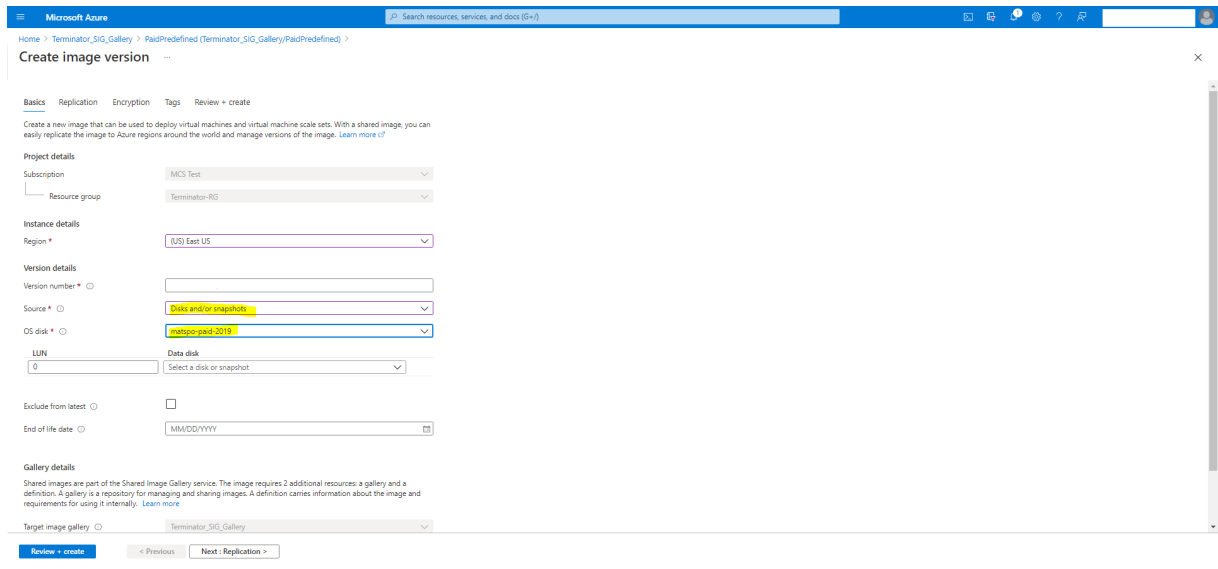 Microsoft Azure
Search resources, services, and docs (G+/)
1
Home > Terminator_SIG_Gallery > PaidPredefined (Terminator_SIG_Gallery/PaidPredefined) >
Create image version ...
Basics Replication Encryption Tags Review + create
Create a new image that can be used to deploy virtual machines and virtual machine scale sets. With a shared image, you can
easily replicate the image to Azure regions around the world and manage versions of the image. Learn more
Project details
Subscription MCS Test
Resource group Terminator-RG
Instance details
Region * (US) East US
Version details
Version number *
Source * Disks and/or snapshots
OS disk * matspo-paid-2019
LUN Data disk
0 Select a disk or snapshot
Exclude from latest
End of life date MM/DD/YYYY
Gallery details
Shared images are part of the Shared Image Gallery service. The image requires 2 additional resources: a gallery and a
definition. A gallery is a repository for managing and sharing images. A definition carries information about the image and
requirements for using it internally. Learn more
Target image gallery Terminator_SIG_Gallery
Review + create < Previous Next : Replication >